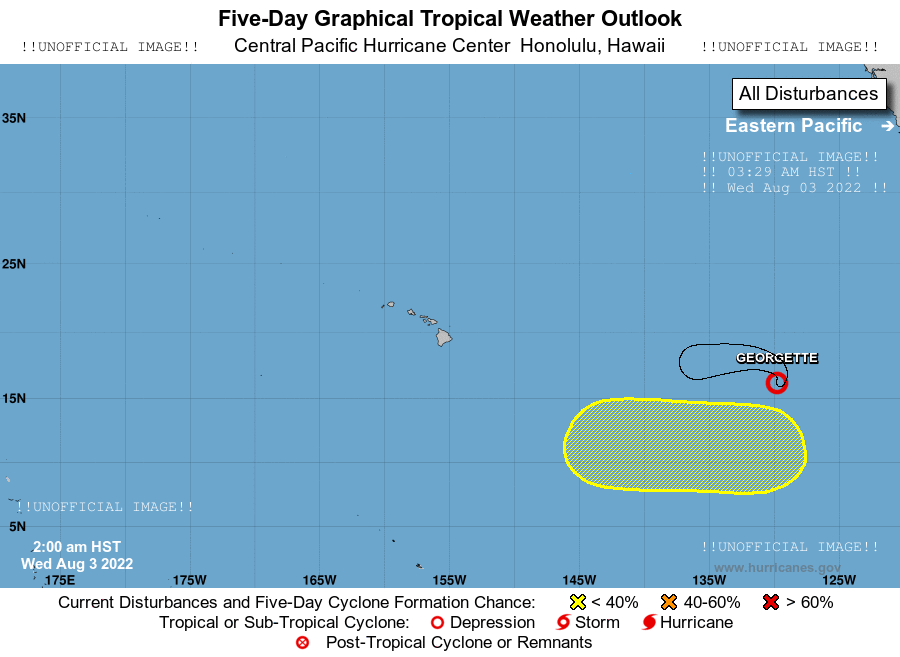 Five-Day Graphical Tropical Weather Outlook
!!UNOFFICIAL IMAGE!! Central Pacific Hurricane Center Honolulu, Hawaii !!UNOFFICIAL IMAGE!!
All Disturbances
35N
Eastern Pacific →
!!UNOFFICIAL IMAGE!!
!! 03:29 AM HST !!
!! Wed Aug 03 2022 !!
25N
GEORGETTE
15N
!!UNOFFICIAL IMAGE!!
5N
2:00 am HST
Wed Aug 3 2022
!!UNOFFICIAL IMAGE!!
www.hurricanes.gov
175E 175W 165W 155W 145W 135W 125W
Current Disturbances and Five-Day Cyclone Formation Chance: < 40% 40-60% > 60%
Tropical or Sub-Tropical Cyclone: Depression Storm Hurricane
Post-Tropical Cyclone or Remnants